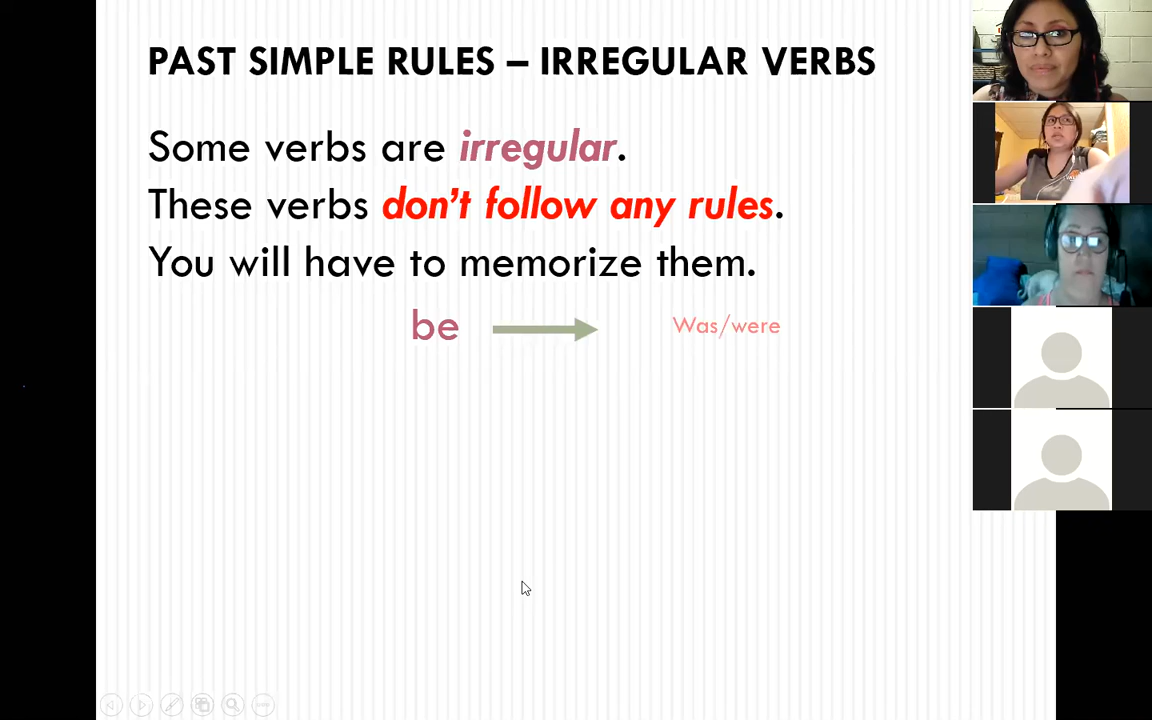 PAST SIMPLE RULES – IRREGULAR VERBS
Some verbs are irregular.
These verbs don't follow any rules.
You will have to memorize them.
be Was/were